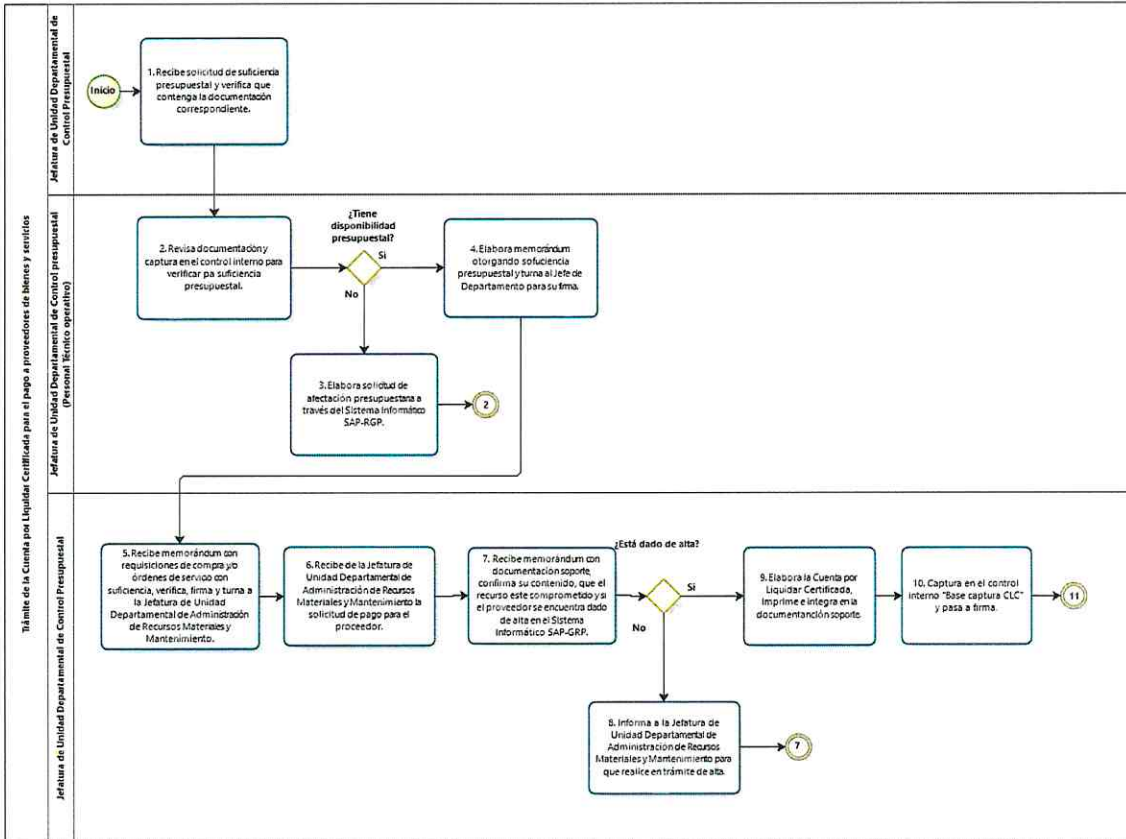 Trámite de la Cuenta por Liquidar Certificada para el pago a proveedores de bienes y servicios
Jefatura de Unidad Departamental de
Control Presupuestal
Inicio
1. Recibe solicitud de suficiencia
presupuestal y verifica que
contenga la documentación
correspondiente.
Jefatura de Unidad Departamental de Control presupuestal
(Personal Técnico operativo)
2. Revisa documentación y
captura en el control interno para
verificar pa suficiencia
presupuestal.
¿Tiene
disponibilidad
presupuestal?
Si
No
4. Elabora memorándum
otorgando sofuciencia
presupuestal y turna al Jefe de
Departamento para su firma.
3. Elabora solicitud de
afectación presupuestaria a
través del Sistema Informático
SAP-RGP.
2
Jefatura de Unidad Departamental de Control Presupuestal
5. Recibe memorándum con
requisiciones de compra y/o
órdenes de servicio con
suficiencia, verifica, firma y turna a
la Jefatura de Unidad
Departamental de Administración
de Recursos Materiales y
Mantenimiento.
6. Recibe de la Jefatura de
Unidad Departamental de
Administración de Recursos
Materiales y Mantenimiento la
solicitud de pago para el
proceedor.
7. Recibe memorándum con
documentación soporte,
confirma su contenido, que el
recurso este comprometido y si
el proveedor se encuentra dado
de alta en el Sistema
Informático SAP-GRP.
¿Está dado de alta?
Si
No
9. Elabora la Cuenta por
Liquidar Certificada,
Imprime e integra en la
documentanción soporte.
10. Captura en el control
interno "Base captura CLC"
y pasa a firma.
11
8. Informa a la Jefatura de
Unidad Departamental de
Administración de Recursos
Materiales y Mantenimiento para
que realice en trámite de alta.
7